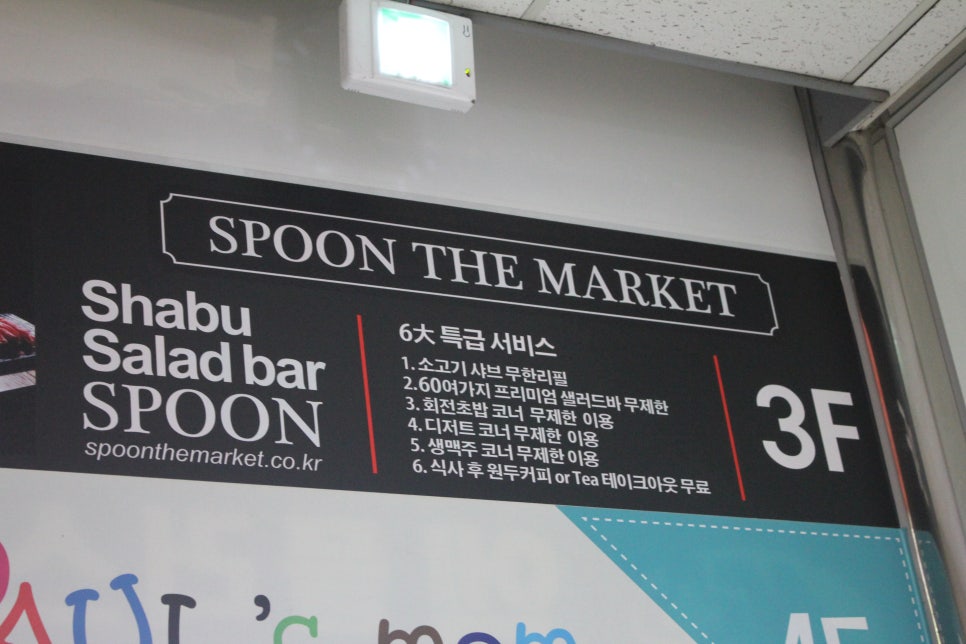 SPOON THE MARKET
Shabu
Salad bar
SPOON
spoonthemarket.co.kr
6大 특급 서비스
1. 소고기 샤브 무한리필
2. 60여가지 프리미엄 샐러드바 무제한
3. 회전초밥 코너 무제한 이용
4. 디저트 코너 무제한 이용
5. 생맥주 코너 무제한 이용
6. 식사 후 원두커피 or Tea 테이크아웃 무료
3F
PAUL's mom
4F